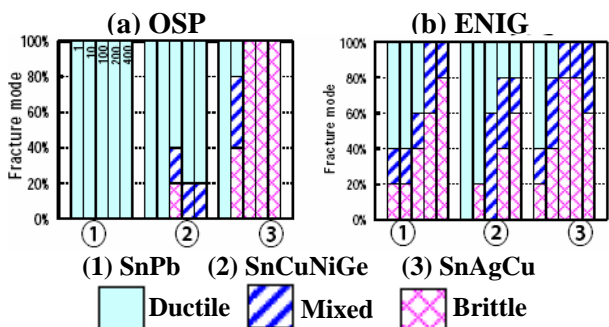 (a) OSP
(b) ENIG
Fracture mode
100%
80%
60%
40%
20%
0%
1
10
100
200
400
① ② ③
Fracture mode
100%
80%
60%
40%
20%
0%
① ② ③
(1) SnPb (2) SnCuNiGe (3) SnAgCu
Ductile Mixed Brittle